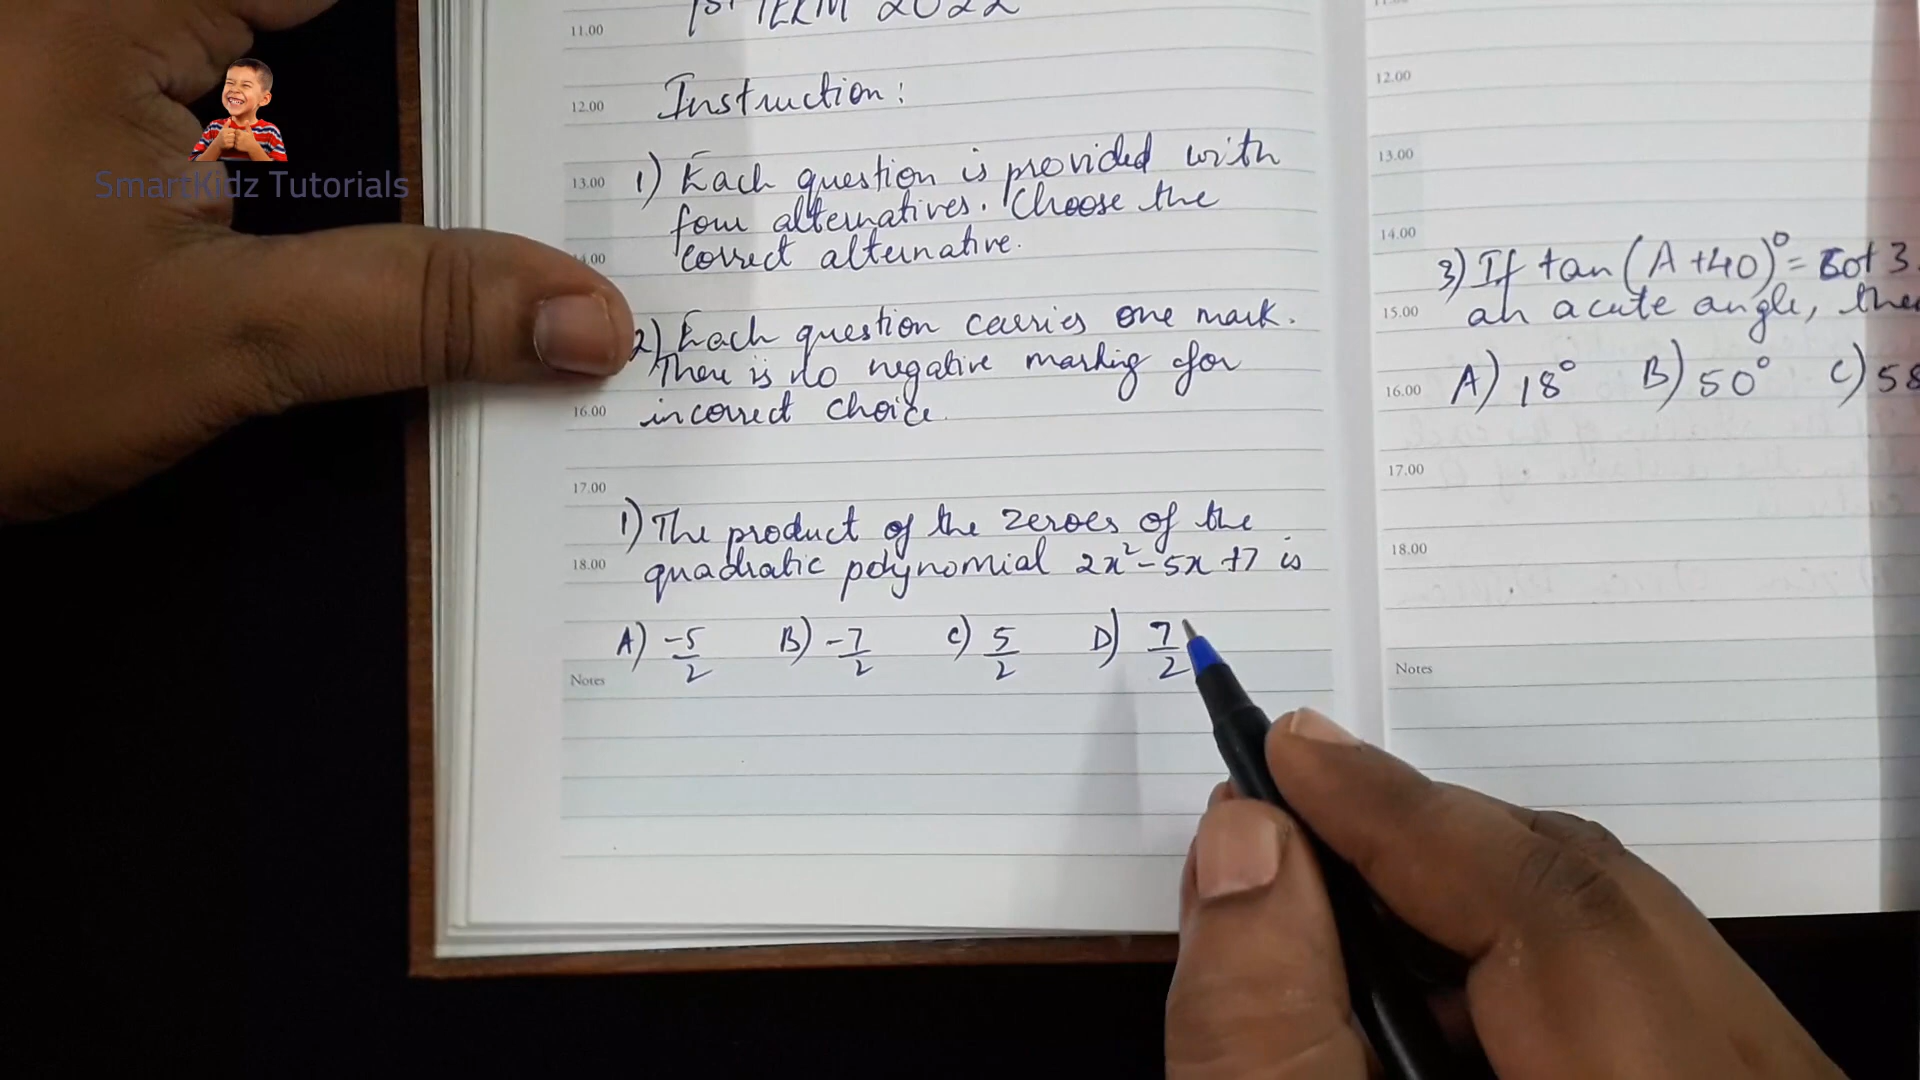 1st TERM 2022
11.00
Instruction:
12.00
1) Each question is provided with
13.00
four alternatives. Choose the
correct alternative.
2) Each question carries one mark.
There is no negative marking for
incorrect choice.
16.00
17.00
1) The product of the zeroes of the
quadratic polynomial 2x² - 5x + 7 is
18.00
A) -5/2 B) -7/2 C) 5/2 D) 7/2
Notes
12.00
13.00
14.00
3) If tan (A + 40)° = Cot 3
15.00
an acute angle, the
A) 18° B) 50° C) 58
16.00
17.00
18.00
Notes
SmartKidz Tutorials